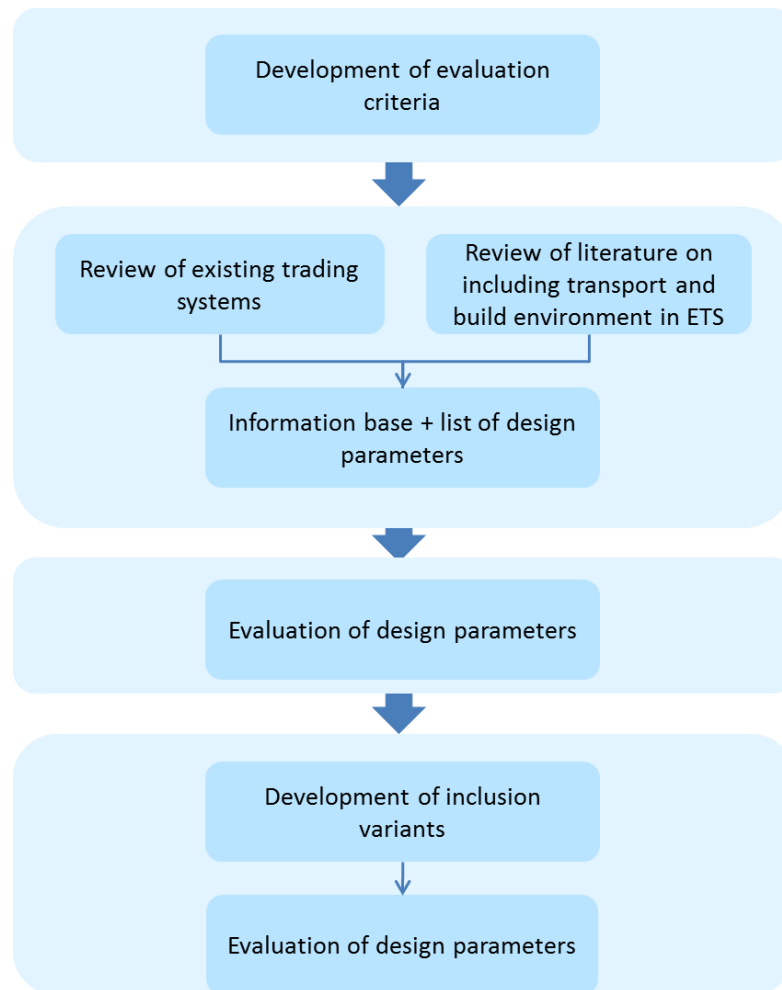 Development of evaluation
criteria
Review of existing trading
systems
Review of literature on
including transport and
build environment in ETS
Information base + list of design
parameters
Evaluation of design parameters
Development of inclusion
variants
Evaluation of design parameters